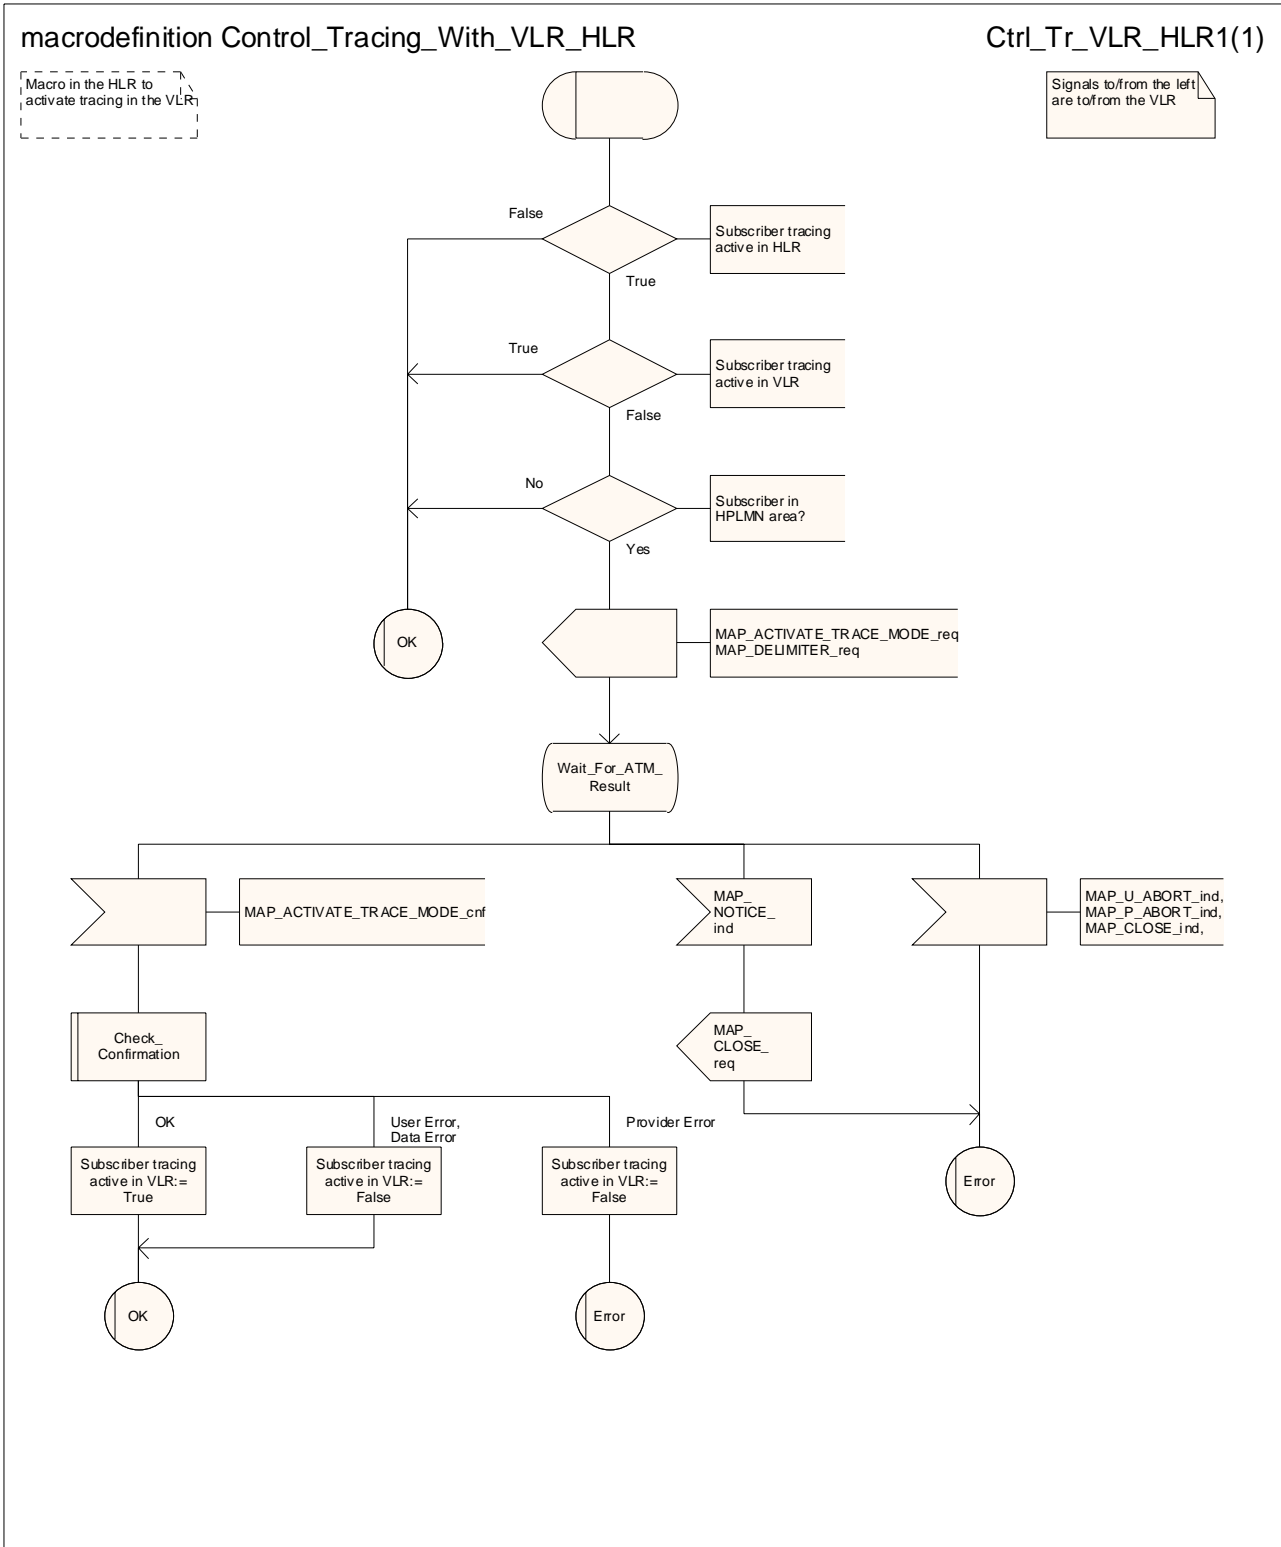 macrodefinition Control_Tracing_With_VLR_HLR
Ctrl_Tr_VLR_HLR1(1)
Macro in the HLR to
activate tracing in the VLR
Signals to/from the left
are to/from the VLR
False
Subscriber tracing
active in HLR
True
True
Subscriber tracing
active in VLR
False
No
Subscriber in
HPLMN area?
Yes
OK
MAP_ACTIVATE_TRACE_MODE_req
MAP_DELIMITER_req
Wait_For_ATM_
Result
MAP_ACTIVATE_TRACE_MODE_cnf
MAP_
NOTICE_
ind
MAP_U_ABORT_ind,
MAP_P_ABORT_ind,
MAP_CLOSE_ind,
Check_
Confirmation
MAP_
CLOSE_
req
OK
User Error,
Data Error
Provider Error
Subscriber tracing
active in VLR:=
True
Subscriber tracing
active in VLR:=
False
Subscriber tracing
active in VLR:=
False
Error
OK
Error